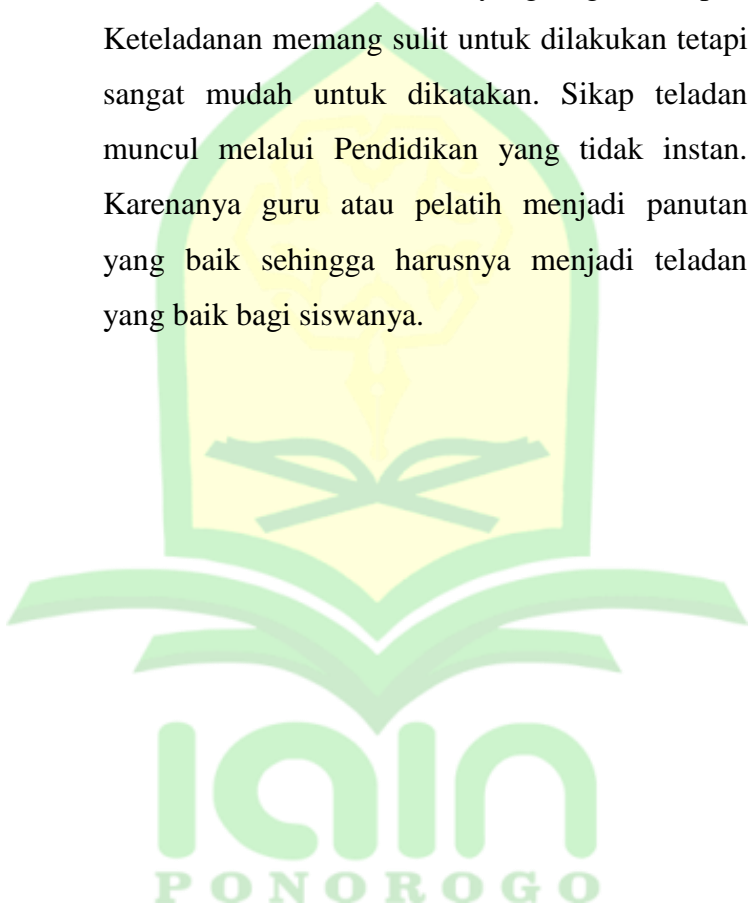 Keteladanan memang sulit untuk dilakukan tetapi
sangat mudah untuk dikatakan. Sikap teladan
muncul melalui Pendidikan yang tidak instan.
Karenanya guru atau pelatih menjadi panutan
yang baik sehingga harusnya menjadi teladan
yang baik bagi siswanya.
iain
PONOROGO